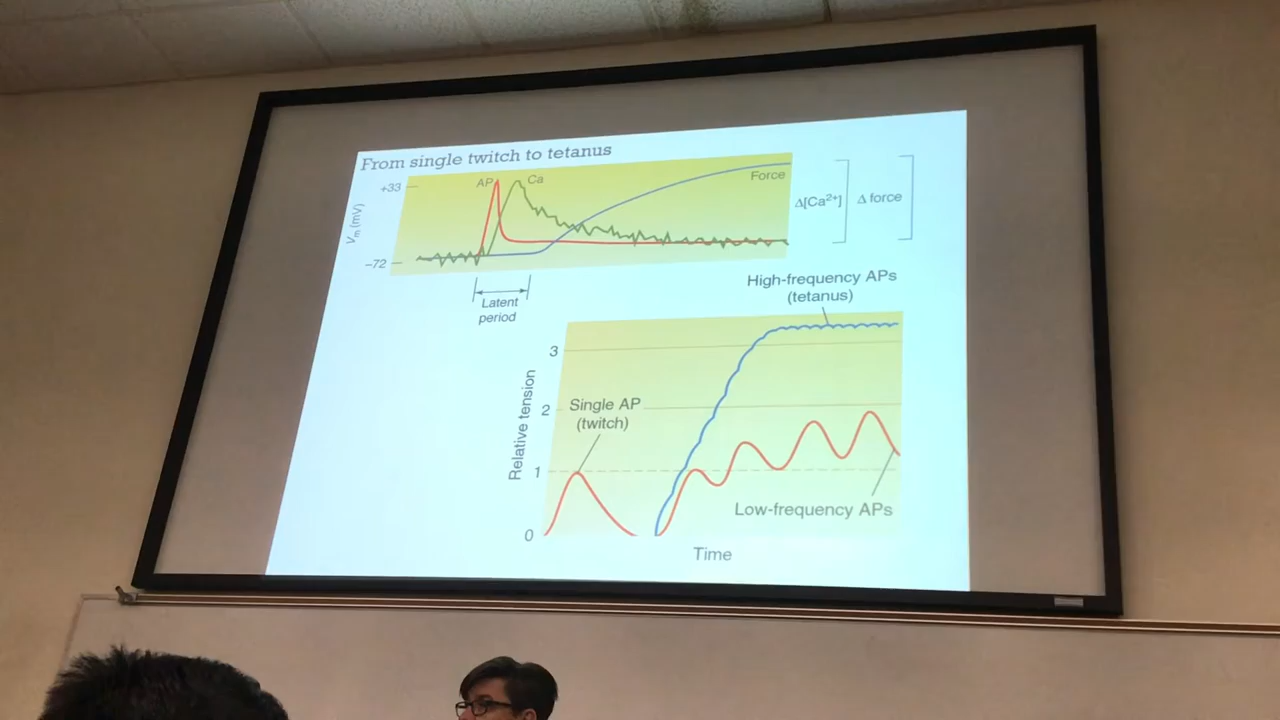 From single twitch to tetanus
+33
AP
Ca
Force
Vm (mV)
Δ[Ca²⁺]
Δ force
–72
Latent
period
High-frequency APs
(tetanus)
3
Relative tension
2
Single AP
(twitch)
1
Low-frequency APs
0
Time